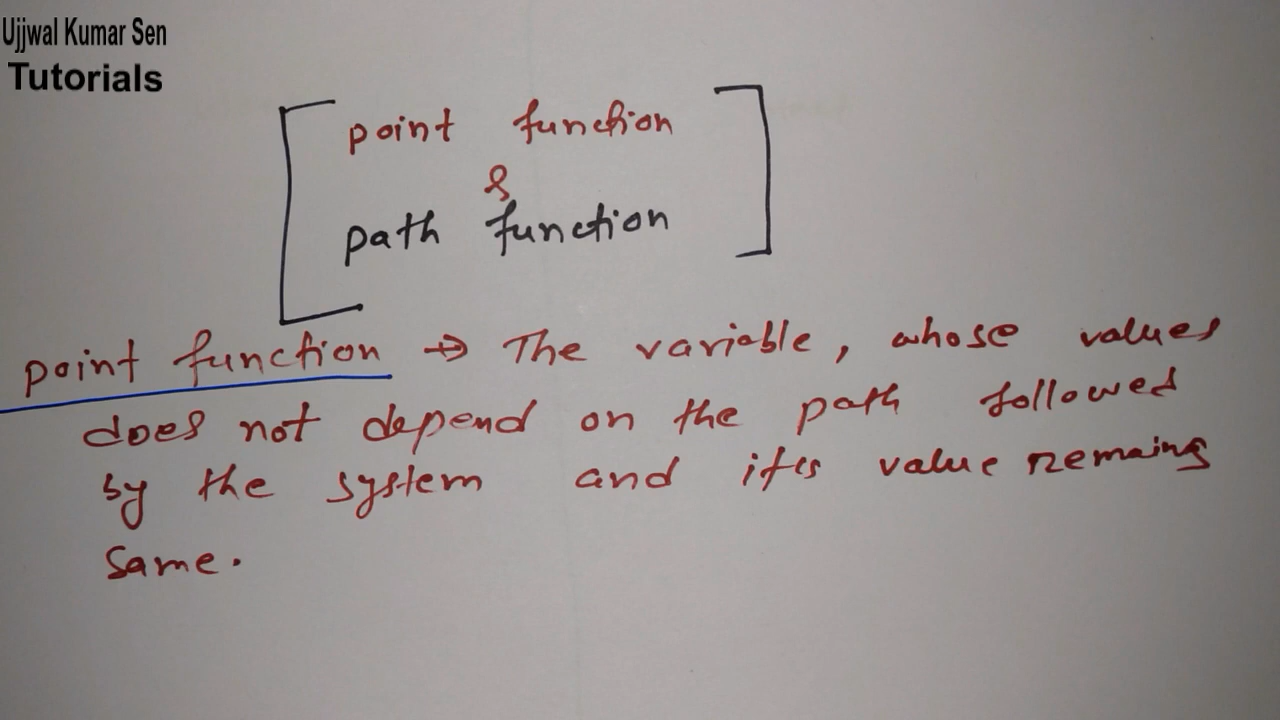 Ujjwal Kumar Sen
Tutorials
point function
&
path function
point function → The variable, whose values
does not depend on the path followed
by the system and it's value remains
same.